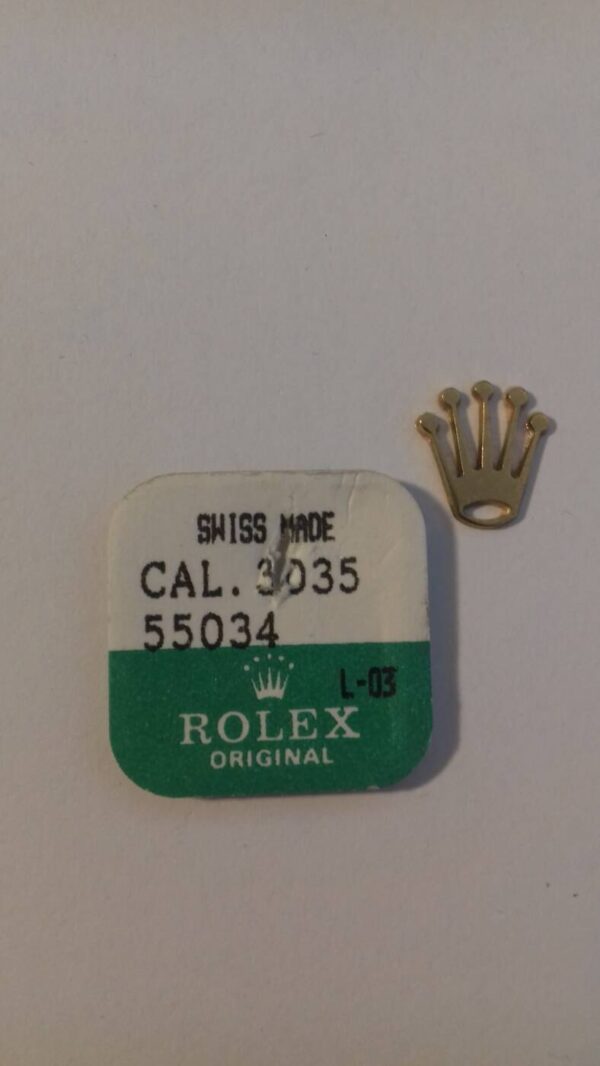 SWISS MADE
CAL. 3035
55034
L-03
ROLEX
ORIGINAL